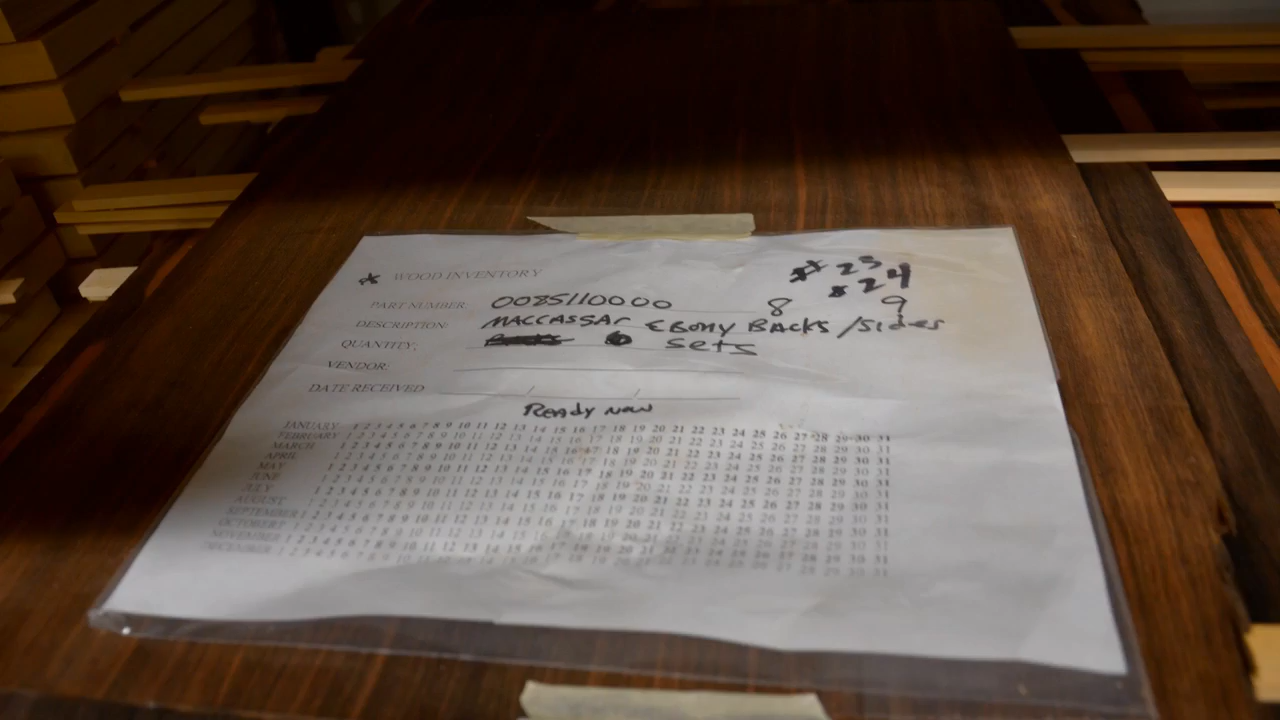 * WOOD INVENTORY
** 25
* 24
PART NUMBER: 0085110000 8 9
DESCRIPTION: MACCASSAR EBONY BACKS / Sides
QUANTITY: Sets
VENDOR:
DATE RECEIVED / /
Ready Now
JANUARY 1 2 3 4 5 6 7 8 9 10 11 12 13 14 15 16 17 18 19 20 21 22 23 24 25 26 27 28 29 30 31
FEBRUARY 1 2 3 4 5 6 7 8 9 10 11 12 13 14 15 16 17 18 19 20 21 22 23 24 25 26 27 28 29 30 31
MARCH 1 2 3 4 5 6 7 8 9 10 11 12 13 14 15 16 17 18 19 20 21 22 23 24 25 26 27 28 29 30 31
APRIL 1 2 3 4 5 6 7 8 9 10 11 12 13 14 15 16 17 18 19 20 21 22 23 24 25 26 27 28 29 30 31
MAY 1 2 3 4 5 6 7 8 9 10 11 12 13 14 15 16 17 18 19 20 21 22 23 24 25 26 27 28 29 30 31
JUNE 1 2 3 4 5 6 7 8 9 10 11 12 13 14 15 16 17 18 19 20 21 22 23 24 25 26 27 28 29 30 31
JULY 1 2 3 4 5 6 7 8 9 10 11 12 13 14 15 16 17 18 19 20 21 22 23 24 25 26 27 28 29 30 31
AUGUST 1 2 3 4 5 6 7 8 9 10 11 12 13 14 15 16 17 18 19 20 21 22 23 24 25 26 27 28 29 30 31
SEPTEMBER 1 2 3 4 5 6 7 8 9 10 11 12 13 14 15 16 17 18 19 20 21 22 23 24 25 26 27 28 29 30 31
OCTOBER 1 2 3 4 5 6 7 8 9 10 11 12 13 14 15 16 17 18 19 20 21 22 23 24 25 26 27 28 29 30 31
NOVEMBER 1 2 3 4 5 6 7 8 9 10 11 12 13 14 15 16 17 18 19 20 21 22 23 24 25 26 27 28 29 30 31
DECEMBER 1 2 3 4 5 6 7 8 9 10 11 12 13 14 15 16 17 18 19 20 21 22 23 24 25 26 27 28 29 30 31